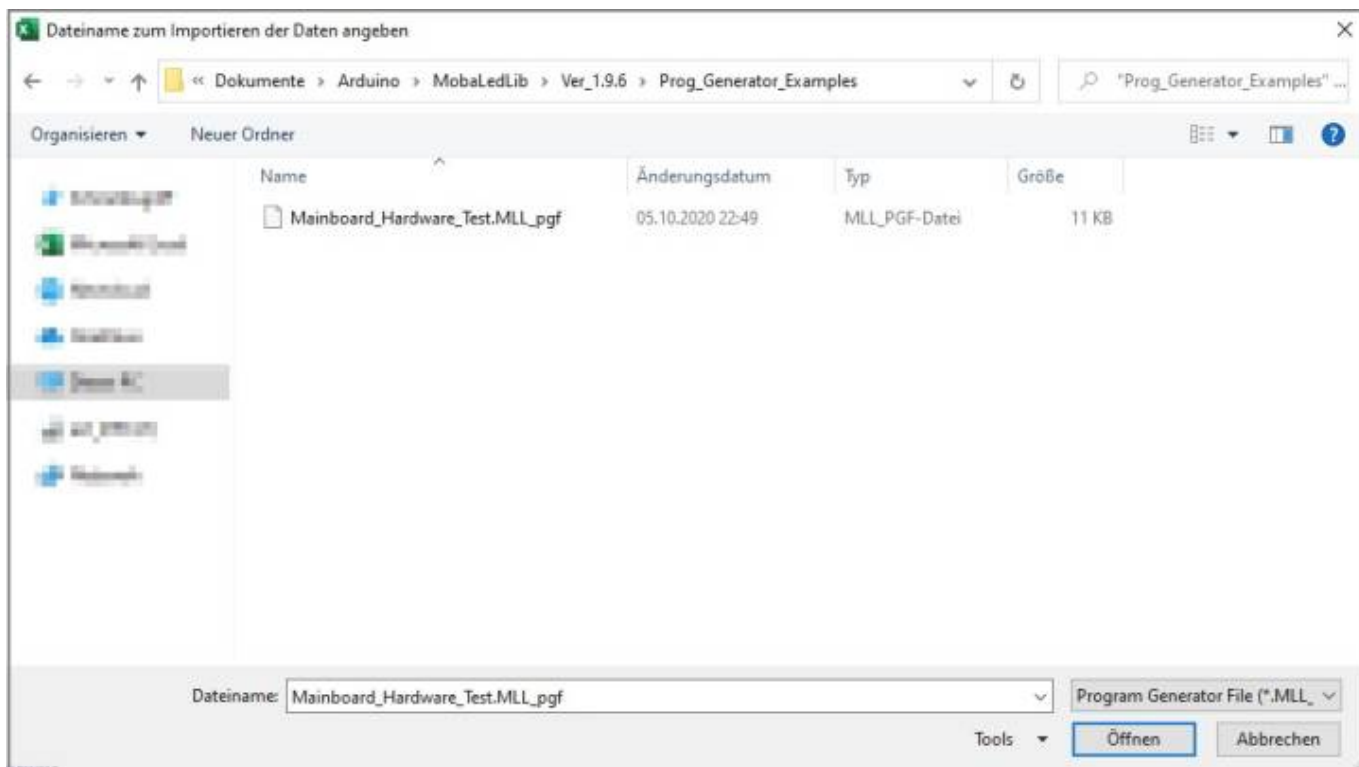 Dateiname zum Importieren der Daten angeben
« Dokumente > Arduino > MobaLedLib > Ver_1.9.6 > Prog_Generator_Examples
"Prog_Generator_Examples" ...
Organisieren
Neuer Ordner
Name
Änderungsdatum
Typ
Größe
Mainboard_Hardware_Test.MLL_pgf
05.10.2020 22:49
MLL_PGF-Datei
11 KB
Dateiname:
Mainboard_Hardware_Test.MLL_pgf
Program Generator File (*.MLL_
Tools
Öffnen
Abbrechen